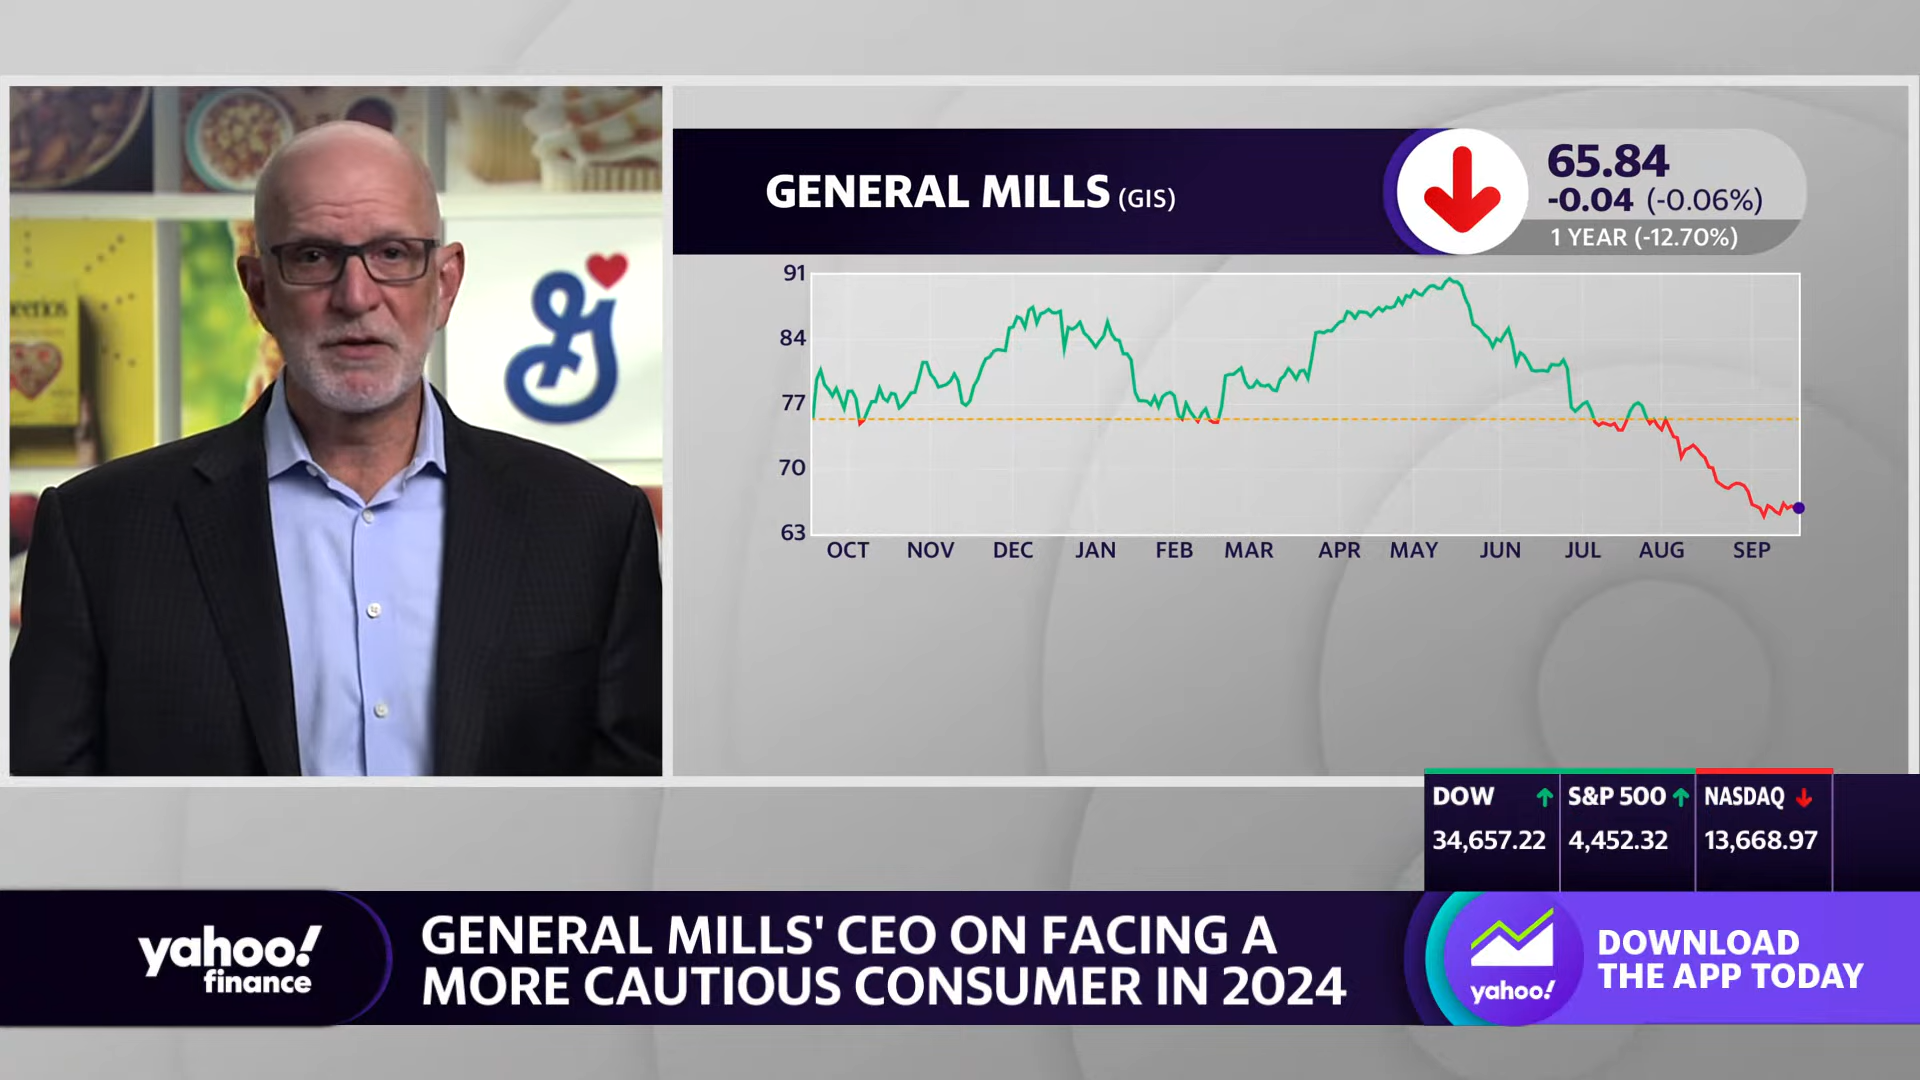 eerios
GENERAL MILLS (GIS)
65.84
-0.04 (-0.06%)
1 YEAR (-12.70%)
91
84
77
70
63
OCT NOV DEC JAN FEB MAR APR MAY JUN JUL AUG SEP
DOW S&P 500 NASDAQ
34,657.22 4,452.32 13,668.97
yahoo!
finance
GENERAL MILLS' CEO ON FACING A
MORE CAUTIOUS CONSUMER IN 2024
yahoo!
DOWNLOAD
THE APP TODAY